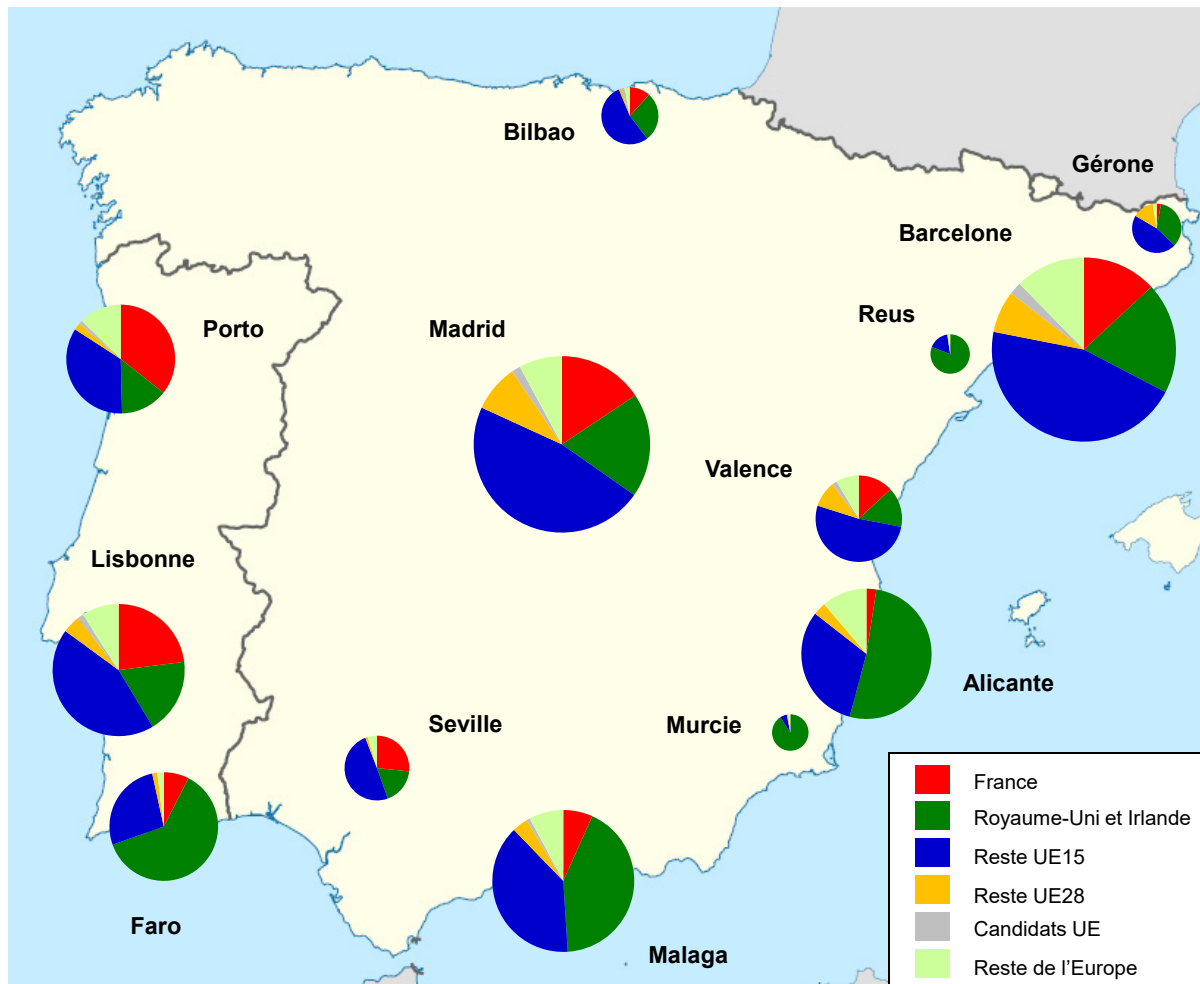 Bilbao
Gérone
Barcelone
Porto
Madrid
Reus
Valence
Lisbonne
Alicante
Seville
Murcie
Faro
Malaga
France
Royaume-Uni et Irlande
Reste UE15
Reste UE28
Candidats UE
Reste de l'Europe